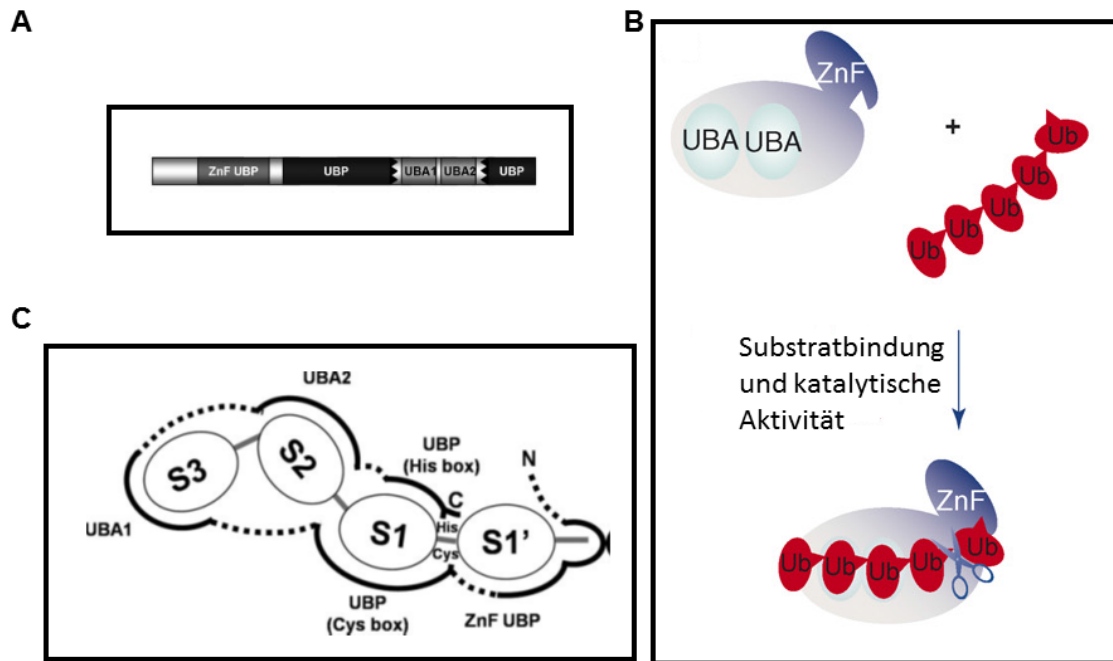 A
ZnF UBP
UBP
UBA1
UBA2
UBP
B
ZnF
UBA UBA
+
Ub
Ub
Ub
Ub
Ub
Substratbindung
und katalytische
Aktivität
ZnF
Ub Ub Ub Ub Ub
C
UBA2
UBP
(His box)
N
S3
S2
C
His
S1
S1'
Cys
UBA1
UBP
(Cys box)
ZnF UBP